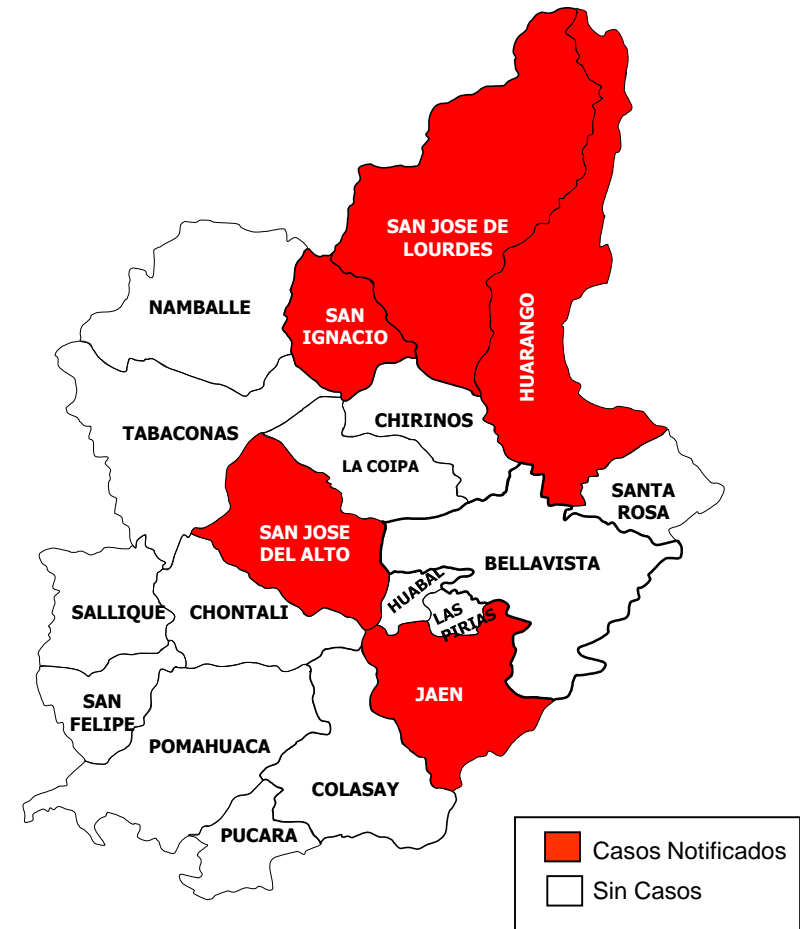 SAN JOSE DE
LOURDES
NAMBALLE
SAN
IGNACIO
HUARANGO
CHIRINOS
TABACONAS
LA COIPA
SANTA
ROSA
SAN JOSE
DEL ALTO
BELLAVISTA
HUABAL
SALLIQUE
CHONTALI
LAS
PIRIAS
JAEN
SAN
FELIPE
POMAHUACA
COLASAY
PUCARA
Casos Notificados
Sin Casos